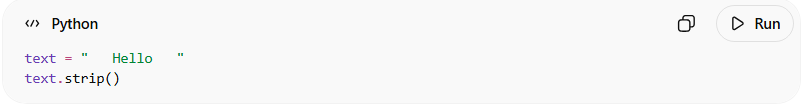 Python
Run
text = "   Hello   "
text.strip()